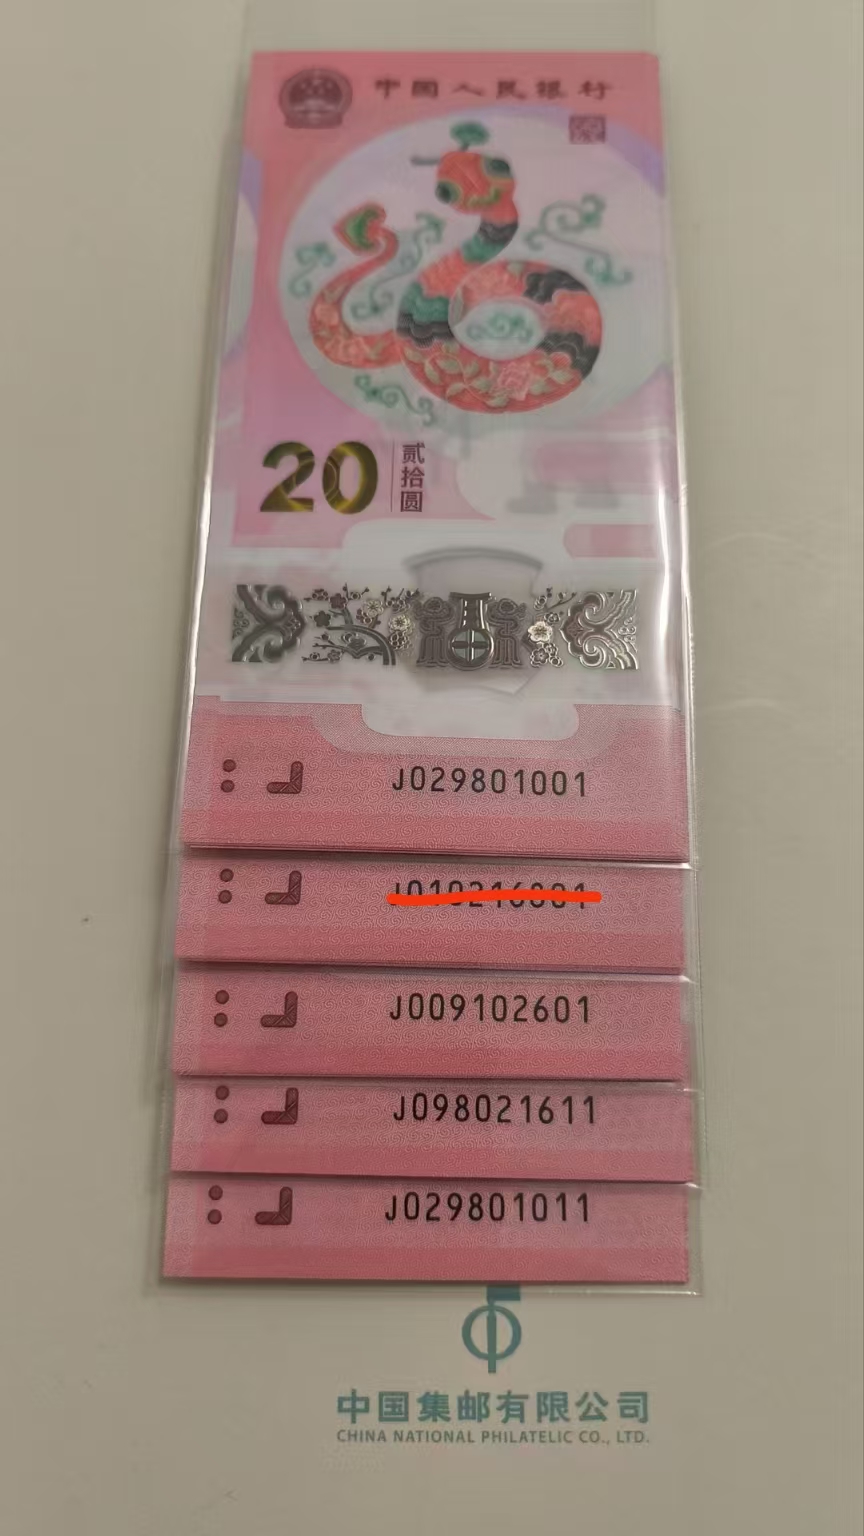 中国人民银行
20 贰拾圆
J029801001
J010216801
J009102601
J098021611
J029801011
中国集邮有限公司
CHINA NATIONAL PHILATELIC CO., LTD.